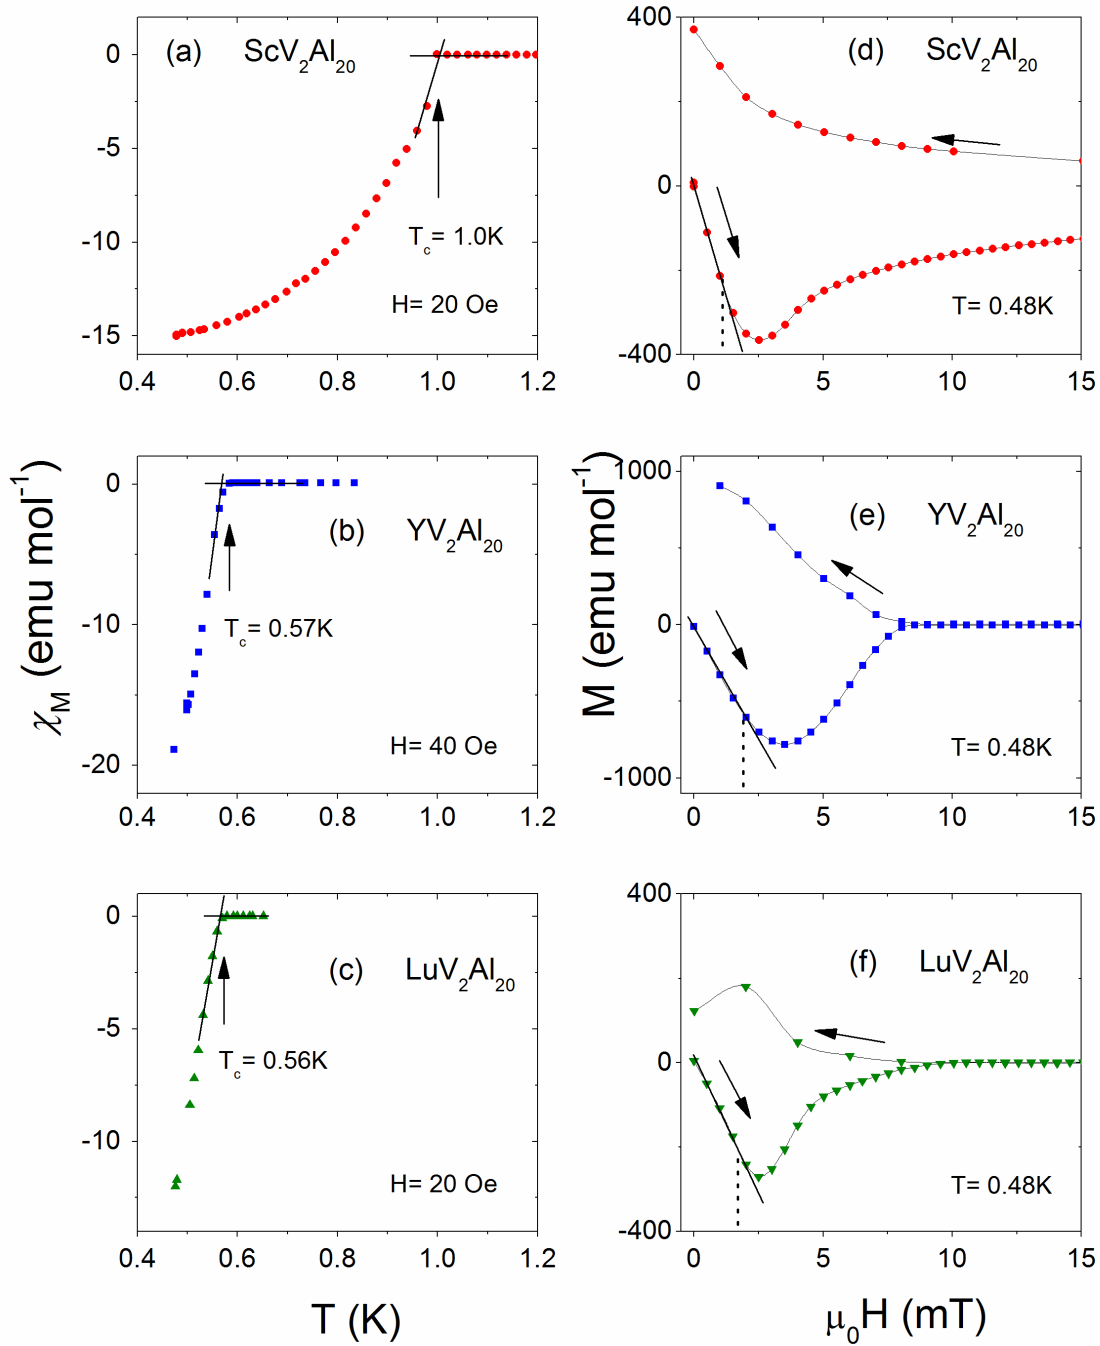 (a) ScV₂Al₂₀
0
-5
-10
-15
T_c= 1.0K
H= 20 Oe
0.4 0.6 0.8 1.0 1.2
(d) ScV₂Al₂₀
400
0
-400
T= 0.48K
0 5 10 15
χ_M (emu mol⁻¹)
(b) YV₂Al₂₀
0
-10
-20
T_c= 0.57K
H= 40 Oe
0.4 0.6 0.8 1.0 1.2
M (emu mol⁻¹)
(e) YV₂Al₂₀
1000
0
-1000
T= 0.48K
0 5 10 15
(c) LuV₂Al₂₀
0
-5
-10
T_c= 0.56K
H= 20 Oe
0.4 0.6 0.8 1.0 1.2
T (K)
(f) LuV₂Al₂₀
400
0
-400
T= 0.48K
0 5 10 15
μ₀H (mT)